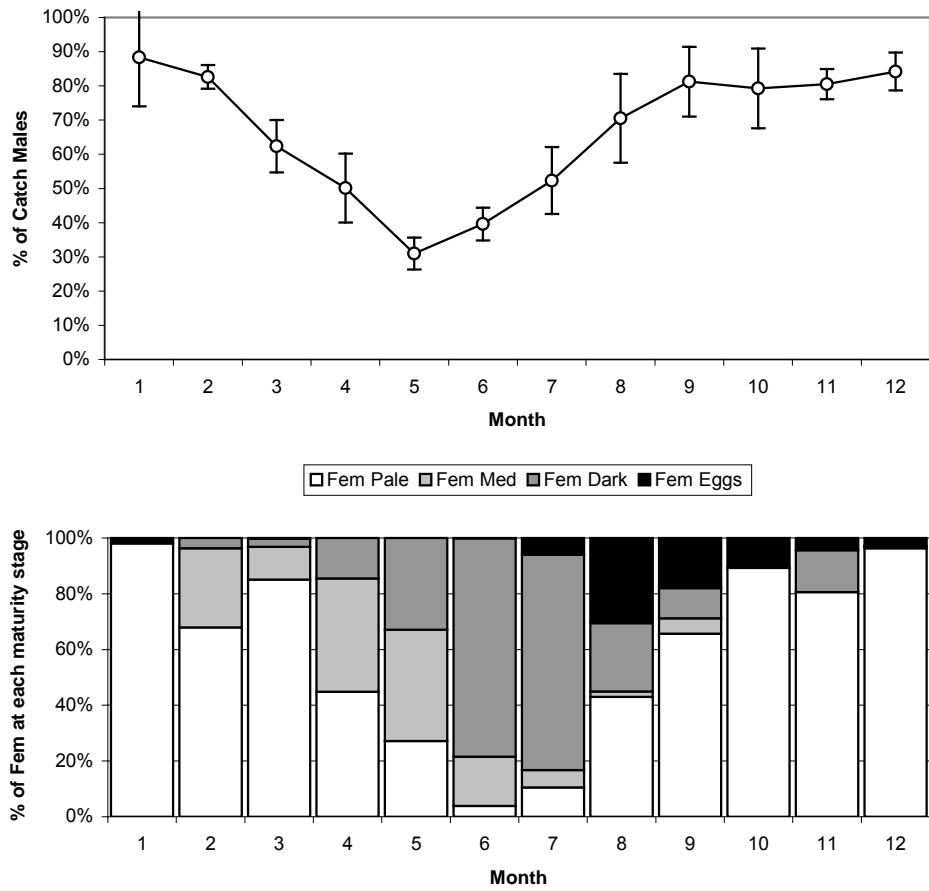 100%
90%
80%
70%
60%
50%
40%
30%
20%
10%
0%
% of Catch Males
1 2 3 4 5 6 7 8 9 10 11 12
Month
Fem Pale Fem Med Fem Dark Fem Eggs
100%
80%
60%
40%
20%
0%
% of Fem at each maturity stage
1 2 3 4 5 6 7 8 9 10 11 12
Month